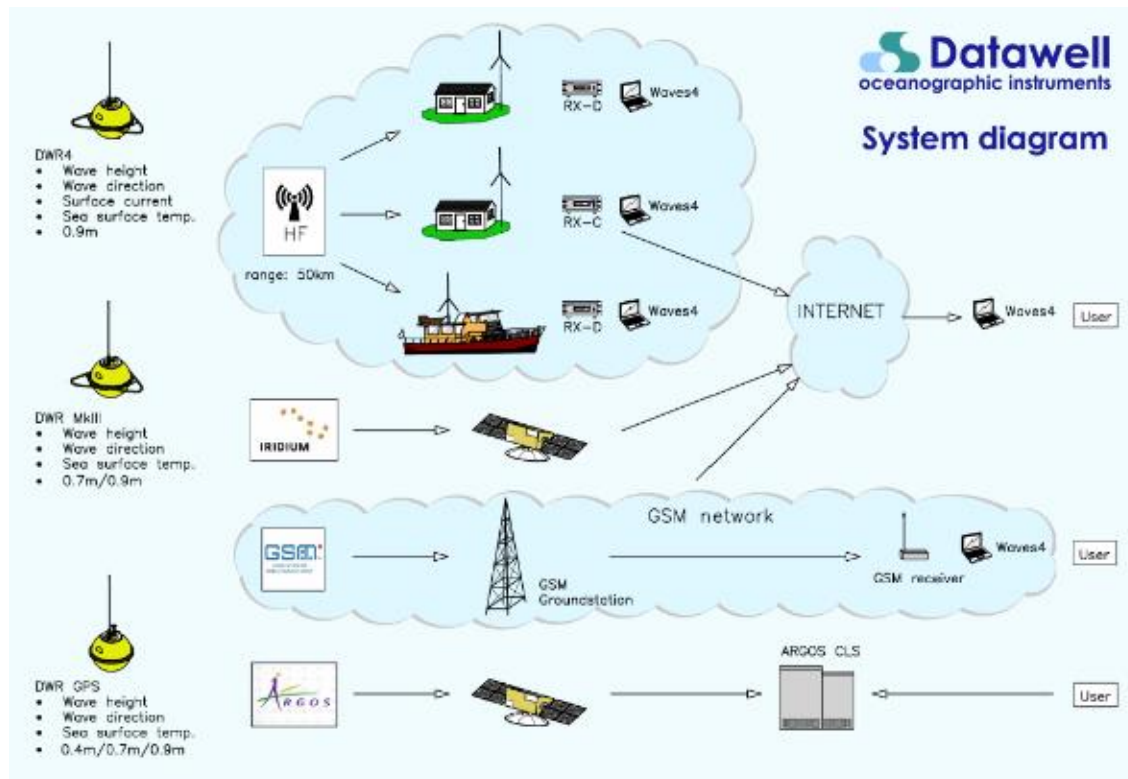 Datawell
oceanographic instruments
System diagram
DWR4
• Wave height
• Wave direction
• Surface current
• Sea surface temp.
• 0.9m
HF
range: 50km
RX-D
Waves4
RX-C
Waves4
RX-D
Waves4
INTERNET
Waves4
User
DWR MkIII
• Wave height
• Wave direction
• Sea surface temp.
• 0.7m/0.9m
IRIDIUM
GSM network
GSM
GSM
Groundstation
GSM receiver
Waves4
User
DWR GPS
• Wave height
• Wave direction
• Sea surface temp.
• 0.4m/0.7m/0.9m
ARGOS
ARGOS CLS
User